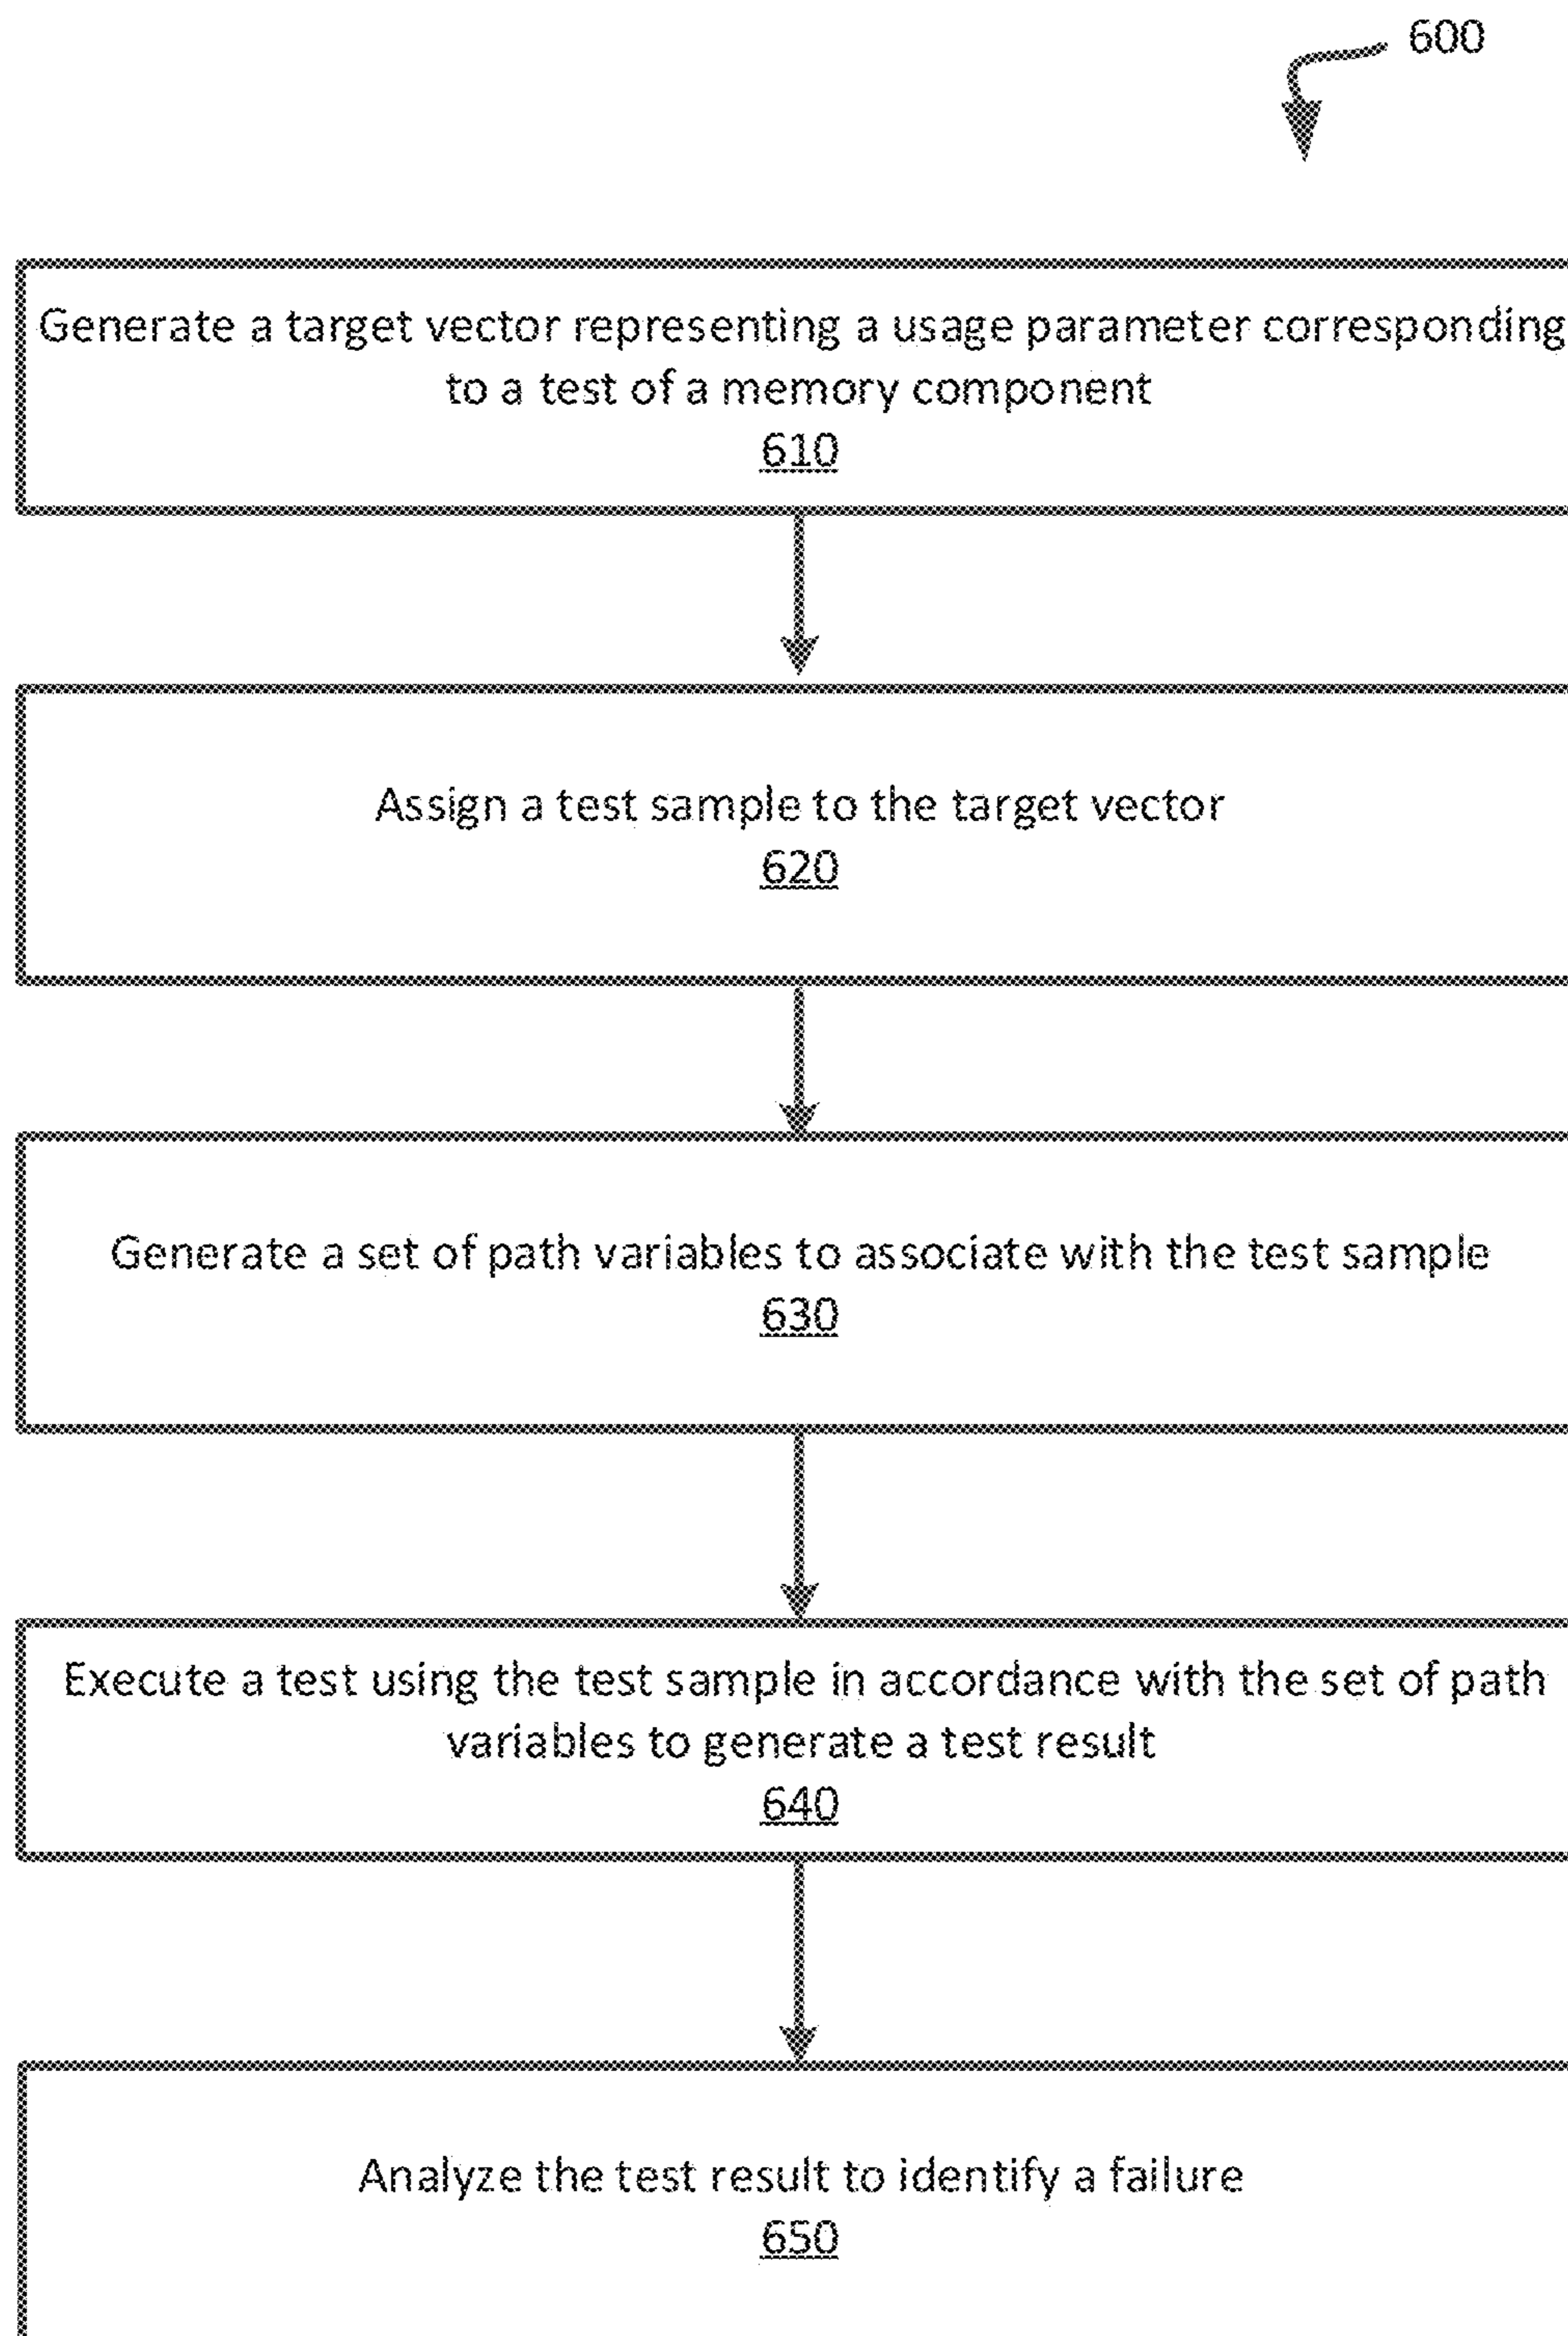 600
Generate a target vector representing a usage parameter corresponding
to a test of a memory component
610
Assign a test sample to the target vector
620
Generate a set of path variables to associate with the test sample
630
Execute a test using the test sample in accordance with the set of path
variables to generate a test result
640
Analyze the test result to identify a failure
650